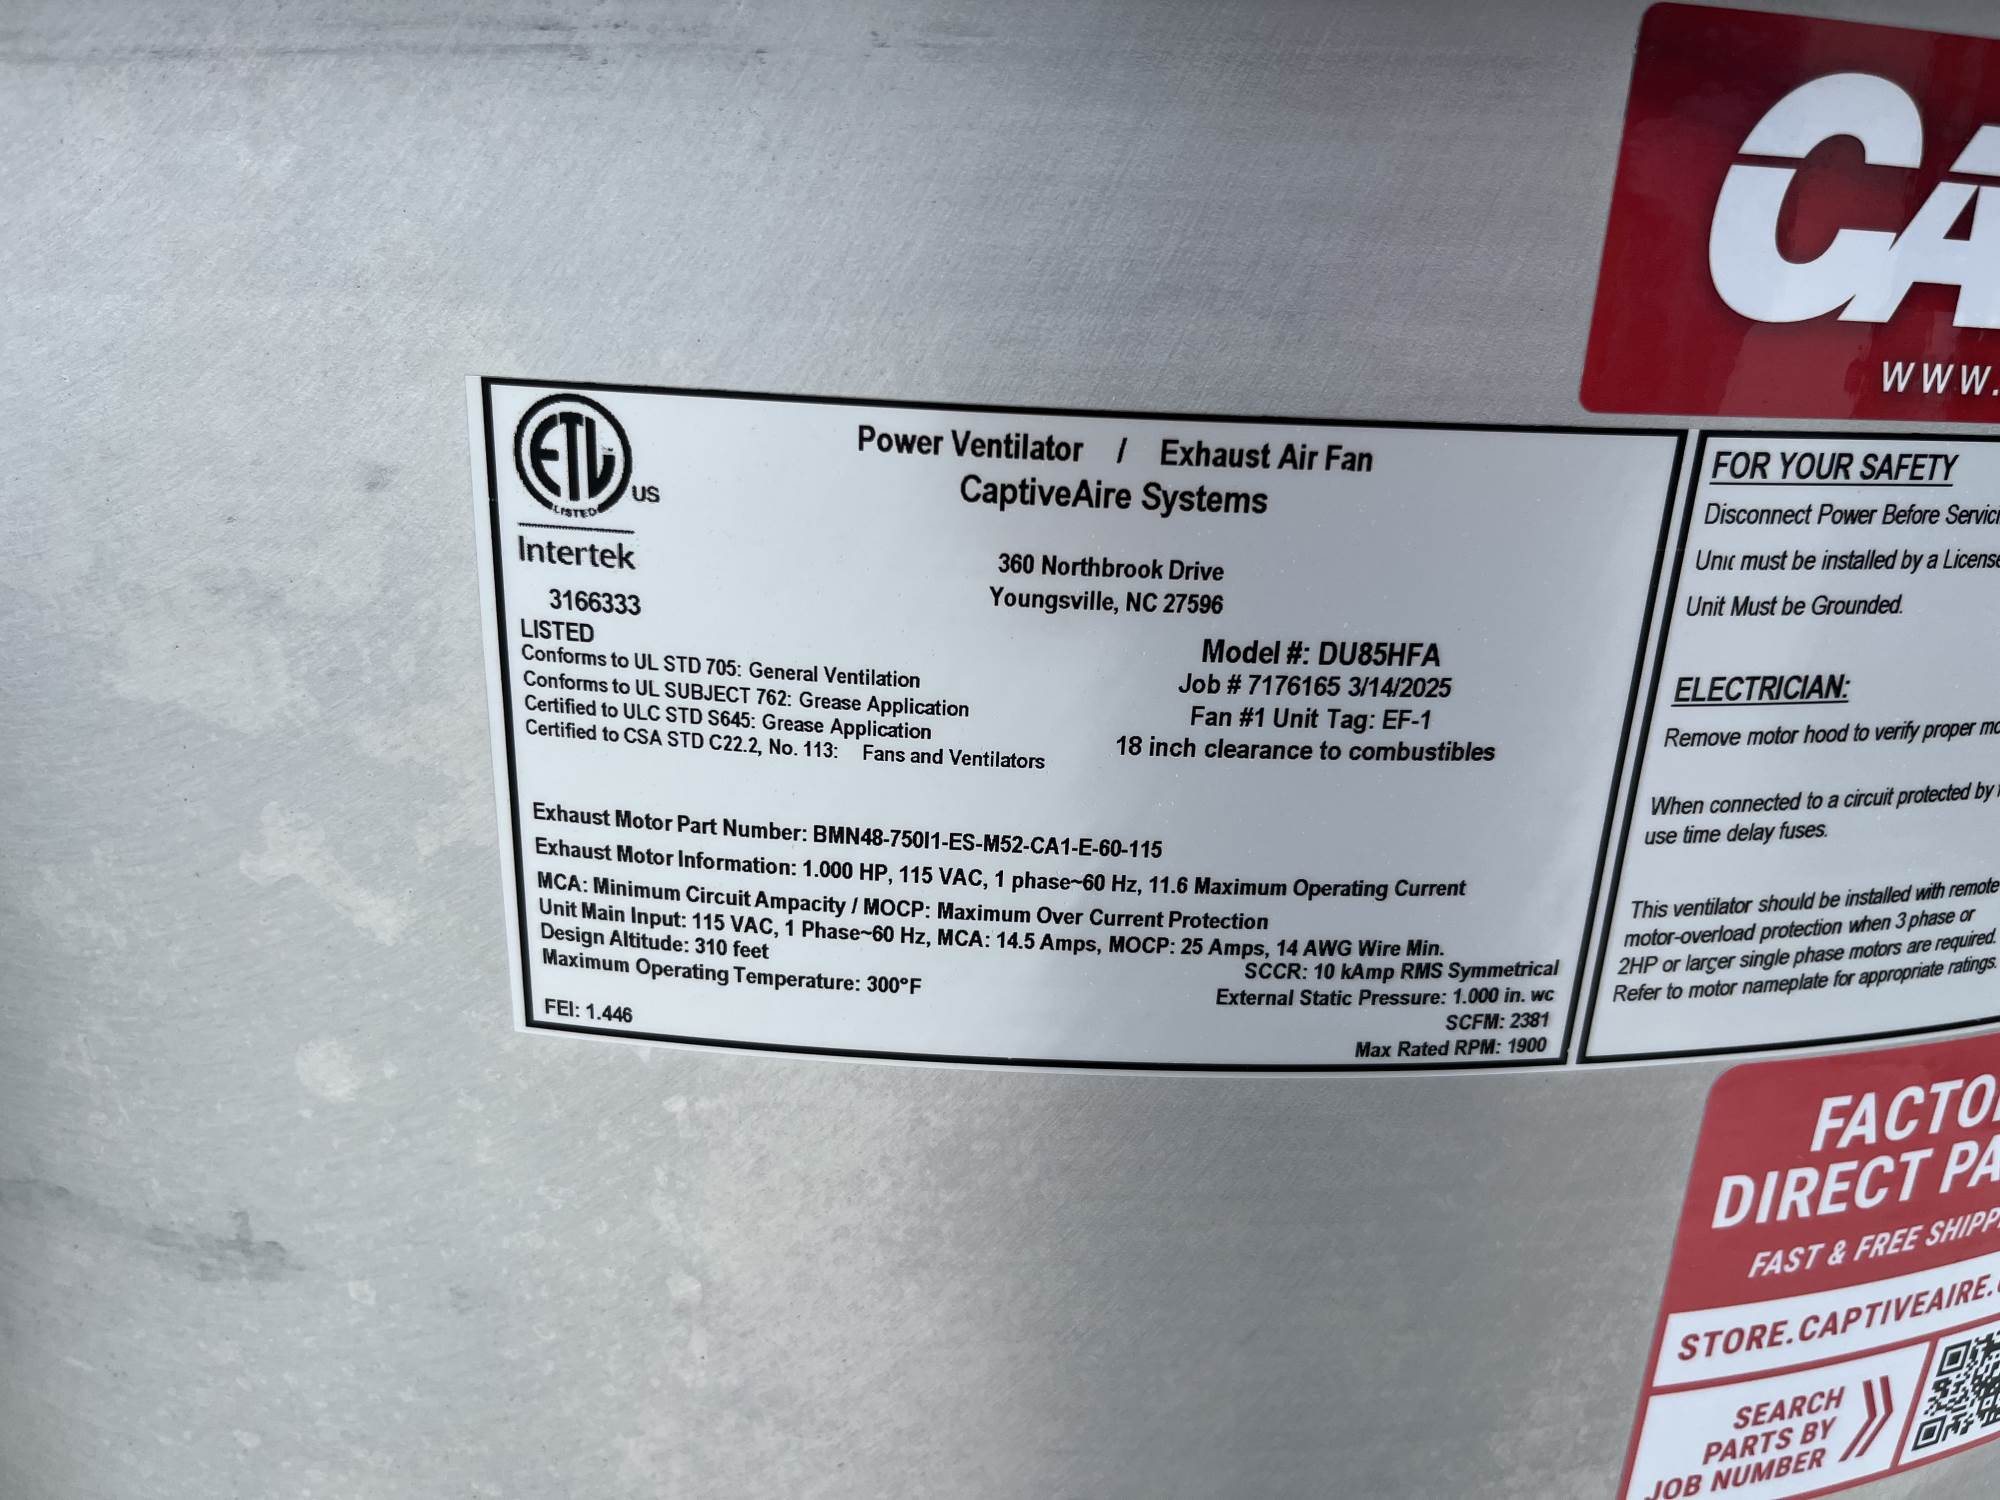 ETL
LISTED
US
Intertek
3166333
LISTED
Conforms to UL STD 705: General Ventilation
Conforms to UL SUBJECT 762: Grease Application
Certified to ULC STD S645: Grease Application
Certified to CSA STD C22.2, No. 113: Fans and Ventilators
Power Ventilator / Exhaust Air Fan
CaptiveAire Systems
360 Northbrook Drive
Youngsville, NC 27596
Model #: DU85HFA
Job # 7176165 3/14/2025
Fan #1 Unit Tag: EF-1
18 inch clearance to combustibles
Exhaust Motor Part Number: BMN48-750I1-ES-M52-CA1-E-60-115
Exhaust Motor Information: 1.000 HP, 115 VAC, 1 phase~60 Hz, 11.6 Maximum Operating Current
MCA: Minimum Circuit Ampacity / MOCP: Maximum Over Current Protection
Unit Main Input: 115 VAC, 1 Phase~60 Hz, MCA: 14.5 Amps, MOCP: 25 Amps, 14 AWG Wire Min.
Design Altitude: 310 feet
Maximum Operating Temperature: 300°F
FEI: 1.446
SCCR: 10 kAmp RMS Symmetrical
External Static Pressure: 1.000 in. wc
SCFM: 2381
Max Rated RPM: 1900
CA
WWW.
FOR YOUR SAFETY
Disconnect Power Before Servic
Unit must be installed by a License
Unit Must be Grounded.
ELECTRICIAN:
Remove motor hood to verify proper mo
When connected to a circuit protected by
use time delay fuses.
This ventilator should be installed with remote
motor-overload protection when 3 phase or
2HP or larger single phase motors are required.
Refer to motor nameplate for appropriate ratings.
FACTO
DIRECT PA
FAST & FREE SHIPP
STORE.CAPTIVEAIRE.
SEARCH
PARTS BY
JOB NUMBER